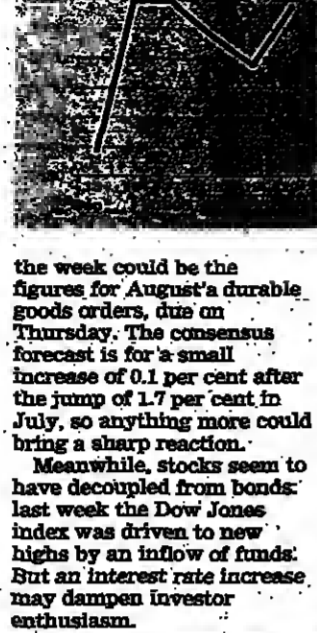 the week could be the
figures for August'a durable
goods orders, due on
Thursday. The consensus
forecast is for a small
increase of 0.1 per cent after
the jump of 1.7 per cent in
July, so anything more could
bring a sharp reaction.
Meanwhile, stocks seem to
have decoupled from bonds:
last week the Dow Jones
index was driven to new
highs by an inflow of funds.
But an interest rate increase
may dampen investor
enthusiasm.